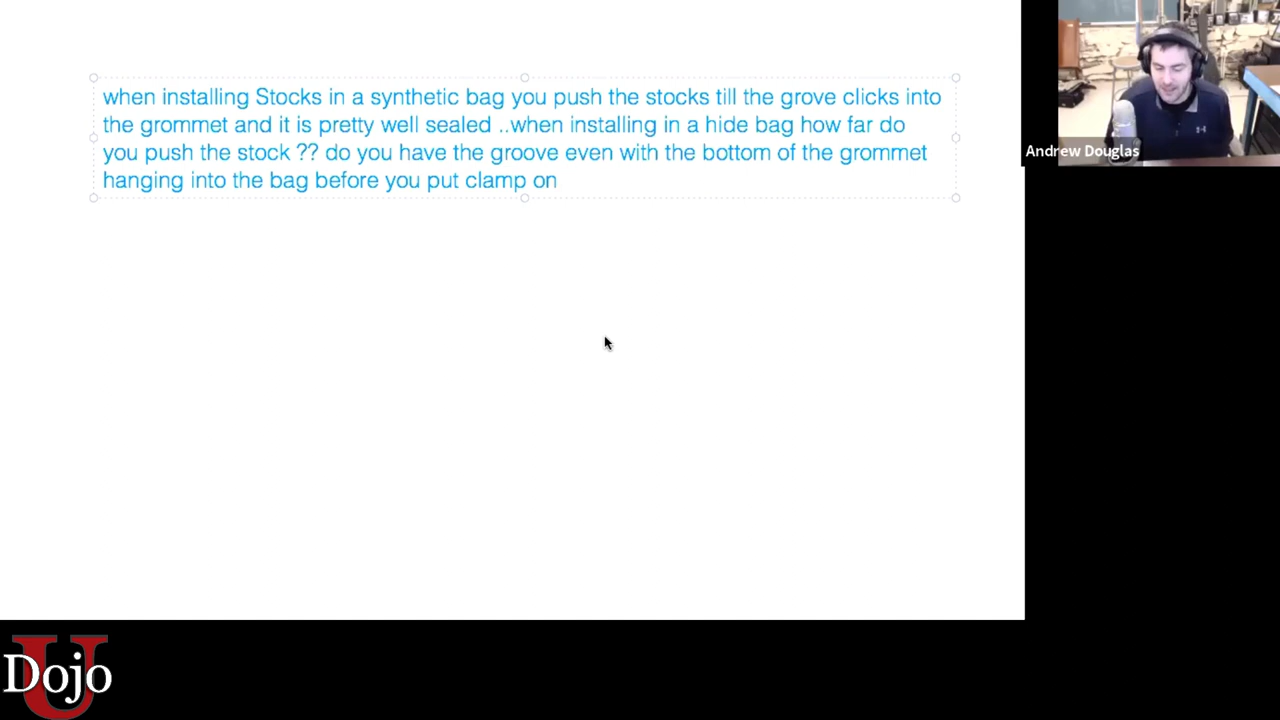 when installing Stocks in a synthetic bag you push the stocks till the grove clicks into
the grommet and it is pretty well sealed ..when installing in a hide bag how far do
you push the stock ?? do you have the groove even with the bottom of the grommet
hanging into the bag before you put clamp on
Andrew Douglas
Dojo U